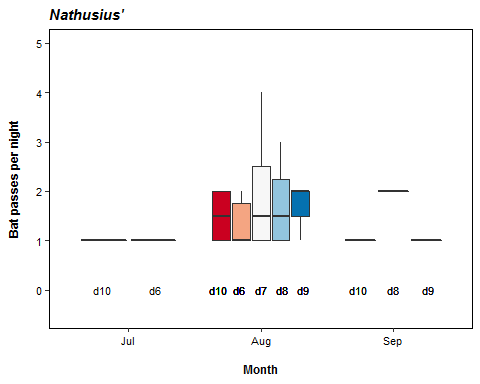 Nathusius'
5
4
3
2
1
0
Bat passes per night
d10 d6 d10 d6 d7 d8 d9 d10 d8 d9
Jul Aug Sep
Month